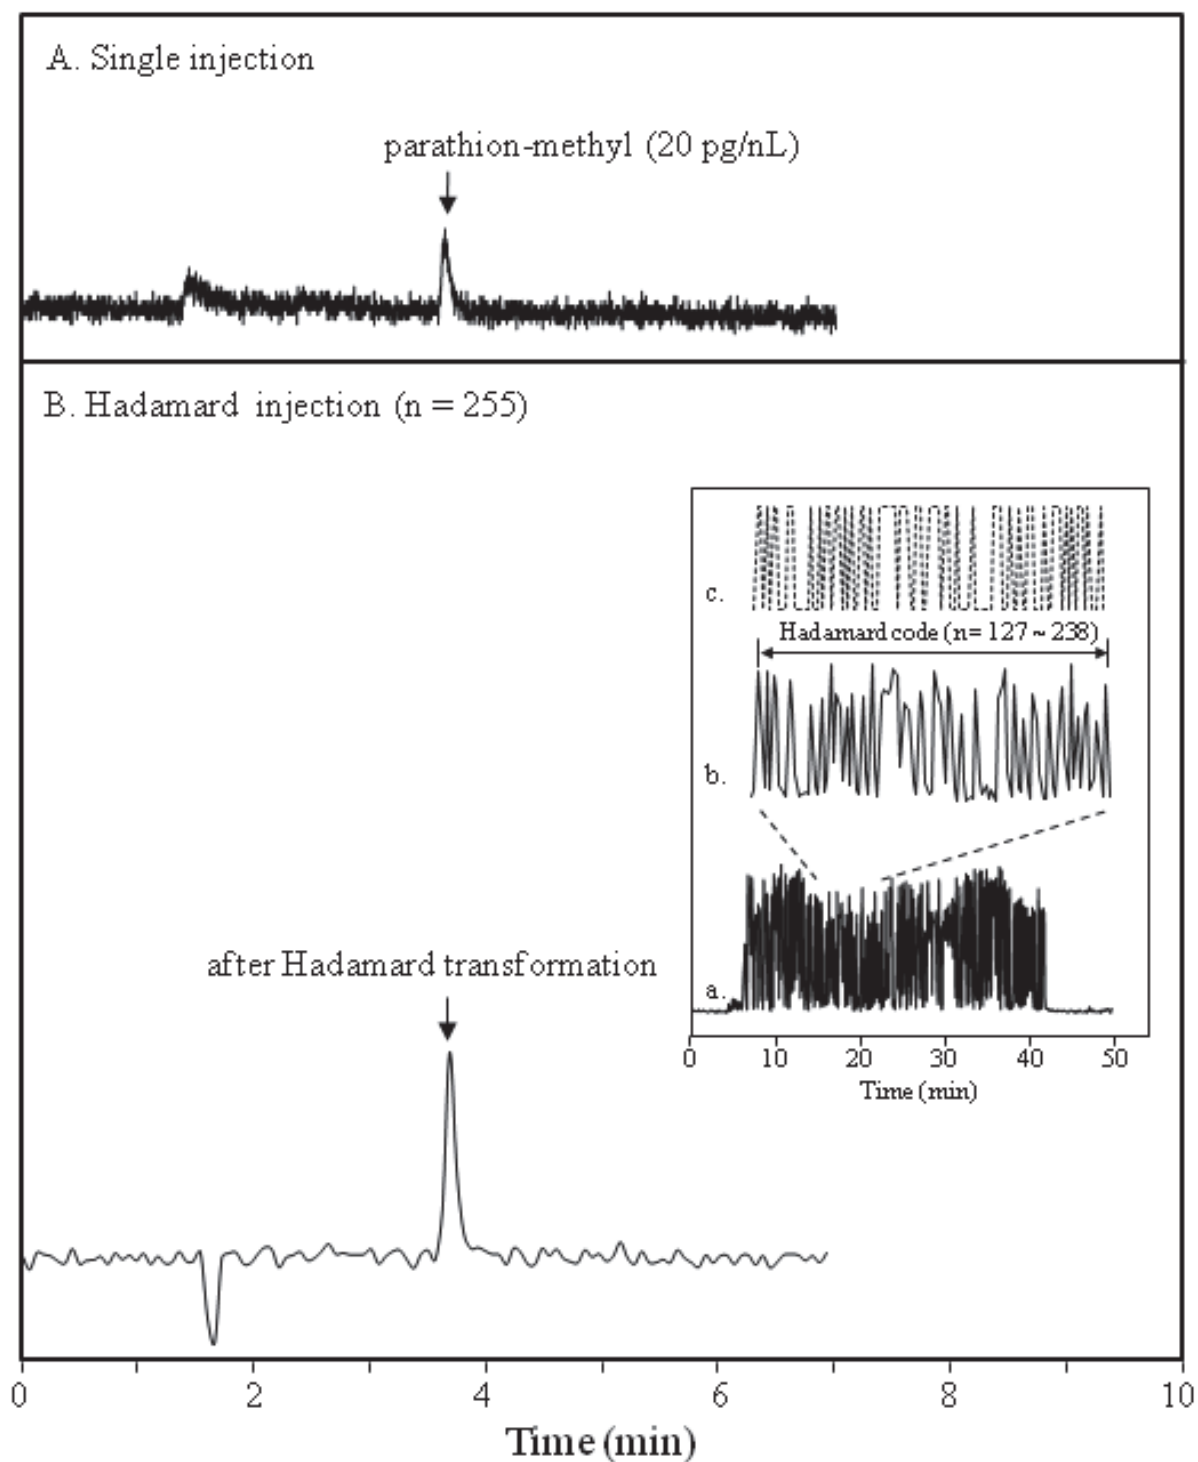 A. Single injection
parathion-methyl (20 pg/nL)
B. Hadamard injection (n = 255)
c.
Hadamard code (n= 127 ~ 238)
b.
a.
0 10 20 30 40 50
Time (min)
after Hadamard transformation
0 2 4 6 8 10
Time (min)